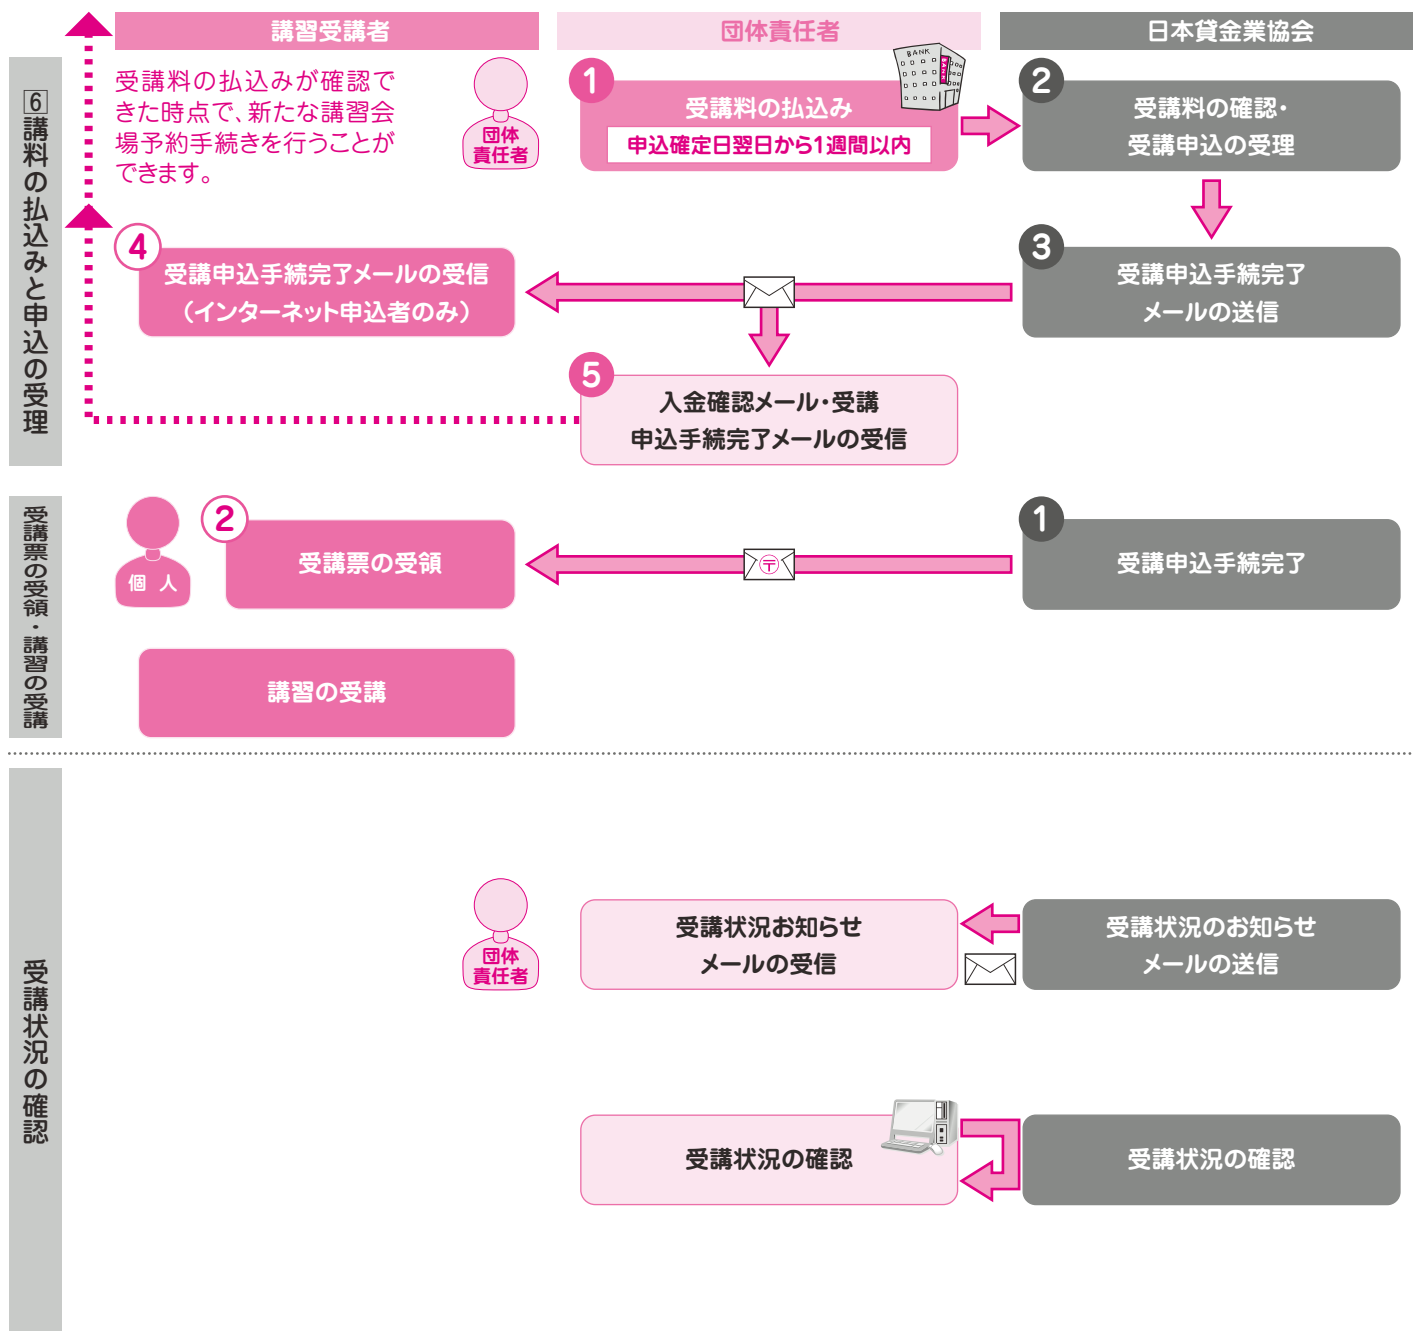 講習受講者
団体責任者
日本貸金業協会
⑥講料の払込みと申込の受理
受講料の払込みが確認で
きた時点で、新たな講習会
場予約手続きを行うことが
できます。
団体
責任者
1
BANK
BANK
受講料の払込み
申込確定日翌日から1週間以内
2
受講料の確認・
受講申込の受理
4
受講申込手続完了メールの受信
（インターネット申込者のみ）
3
受講申込手続完了
メールの送信
5
入金確認メール・受講
申込手続完了メールの受信
受講票の受領・講習の受講
個 人
2
受講票の受領
〒
1
受講申込手続完了
講習の受講
受講状況の確認
団体
責任者
受講状況お知らせ
メールの受信
受講状況のお知らせ
メールの送信
受講状況の確認
受講状況の確認